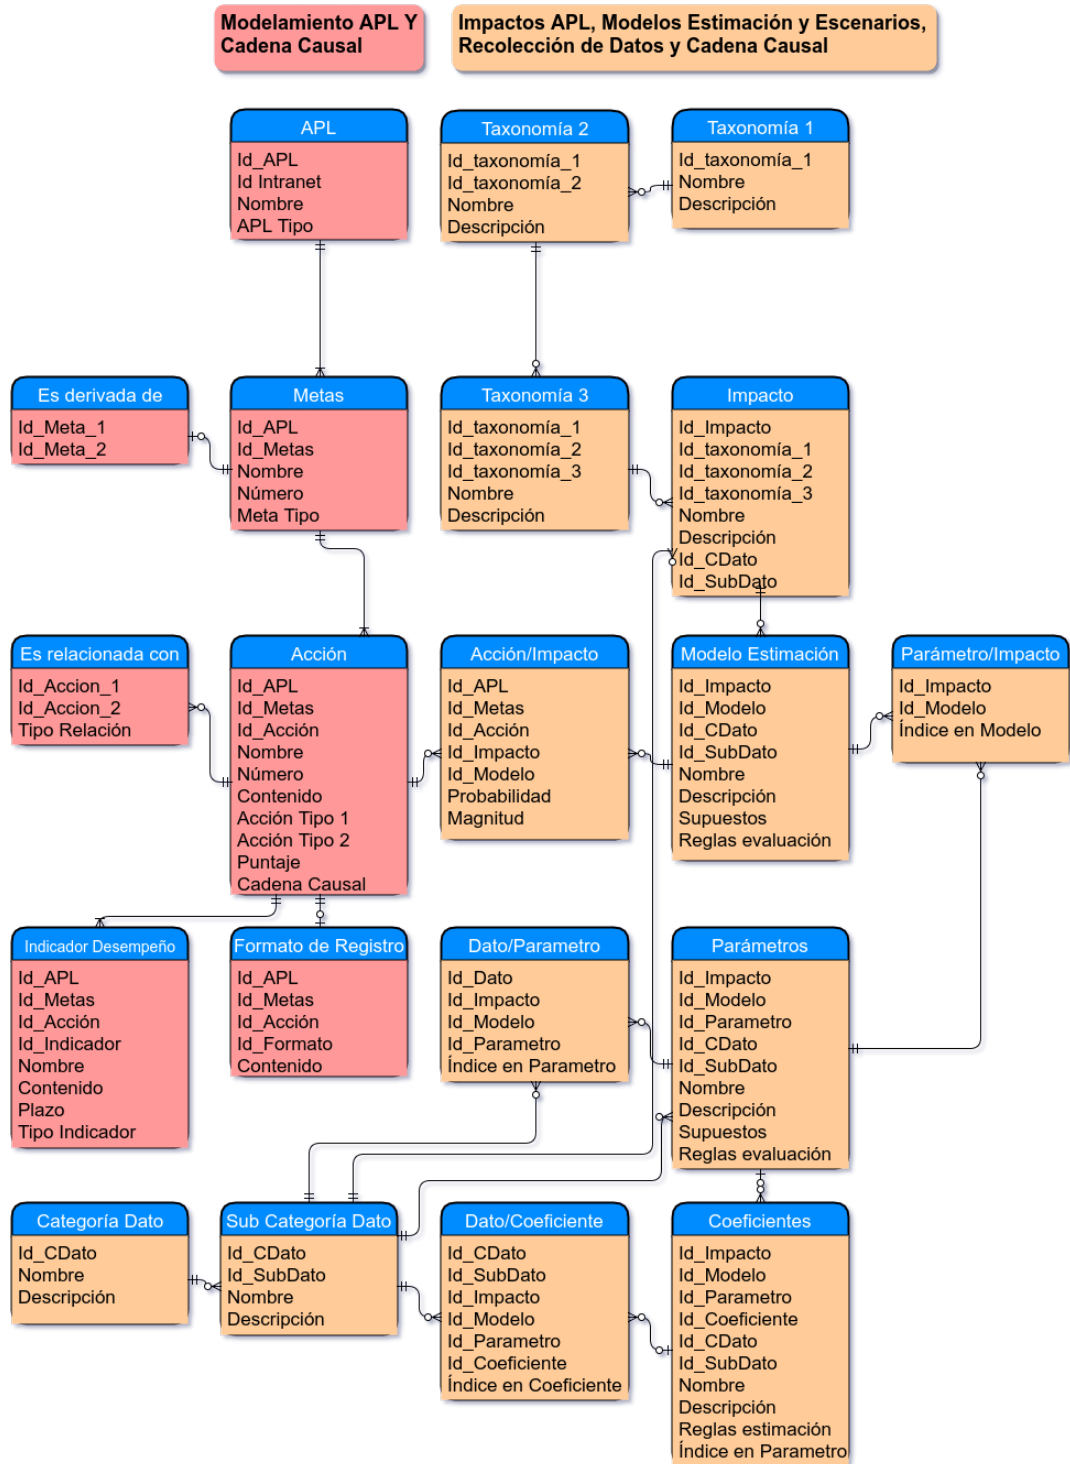 Modelamiento APL Y
Cadena Causal
Impactos APL, Modelos Estimación y Escenarios,
Recolección de Datos y Cadena Causal
APL
Id_APL
Id Intranet
Nombre
APL Tipo
Taxonomía 2
Id_taxonomía_1
Id_taxonomía_2
Nombre
Descripción
Taxonomía 1
Id_taxonomía_1
Nombre
Descripción
Es derivada de
Id_Meta_1
Id_Meta_2
Metas
Id_APL
Id_Metas
Nombre
Número
Meta Tipo
Taxonomía 3
Id_taxonomía_1
Id_taxonomía_2
Id_taxonomía_3
Nombre
Descripción
Impacto
Id_Impacto
Id_taxonomía_1
Id_taxonomía_2
Id_taxonomía_3
Nombre
Descripción
Id_CDato
Id_SubDato
Es relacionada con
Id_Accion_1
Id_Accion_2
Tipo Relación
Acción
Id_APL
Id_Metas
Id_Acción
Nombre
Número
Contenido
Acción Tipo 1
Acción Tipo 2
Puntaje
Cadena Causal
Acción/Impacto
Id_APL
Id_Metas
Id_Acción
Id_Impacto
Id_Modelo
Probabilidad
Magnitud
Modelo Estimación
Id_Impacto
Id_Modelo
Id_CDato
Id_SubDato
Nombre
Descripción
Supuestos
Reglas evaluación
Parámetro/Impacto
Id_Impacto
Id_Modelo
Índice en Modelo
Indicador Desempeño
Id_APL
Id_Metas
Id_Acción
Id_Indicador
Nombre
Contenido
Plazo
Tipo Indicador
Formato de Registro
Id_APL
Id_Metas
Id_Acción
Id_Formato
Contenido
Dato/Parametro
Id_Dato
Id_Impacto
Id_Modelo
Id_Parametro
Índice en Parametro
Parámetros
Id_Impacto
Id_Modelo
Id_Parametro
Id_CDato
Id_SubDato
Nombre
Descripción
Supuestos
Reglas evaluación
Categoría Dato
Id_CDato
Nombre
Descripción
Sub Categoría Dato
Id_CDato
Id_SubDato
Nombre
Descripción
Dato/Coeficiente
Id_CDato
Id_SubDato
Id_Impacto
Id_Modelo
Id_Parametro
Id_Coeficiente
Índice en Coeficiente
Coeficientes
Id_Impacto
Id_Modelo
Id_Parametro
Id_Coeficiente
Id_CDato
Id_SubDato
Nombre
Descripción
Reglas estimación
Índice en Parametro